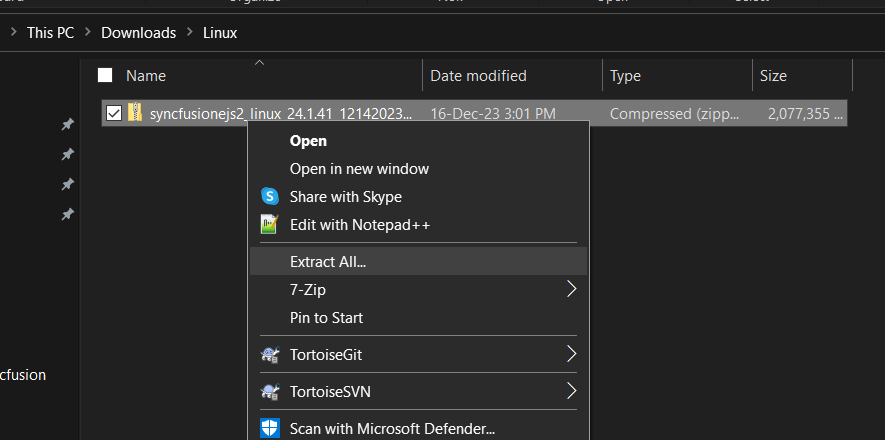 This PC > Downloads > Linux
Name Date modified Type Size
syncfusionejs2_linux_24.1.41_12142023... 16-Dec-23 3:01 PM Compressed (zipp... 2,077,355 ...
Open
Open in new window
Share with Skype
Edit with Notepad++
Extract All...
7-Zip
Pin to Start
TortoiseGit
cfusion
TortoiseSVN
Scan with Microsoft Defender...